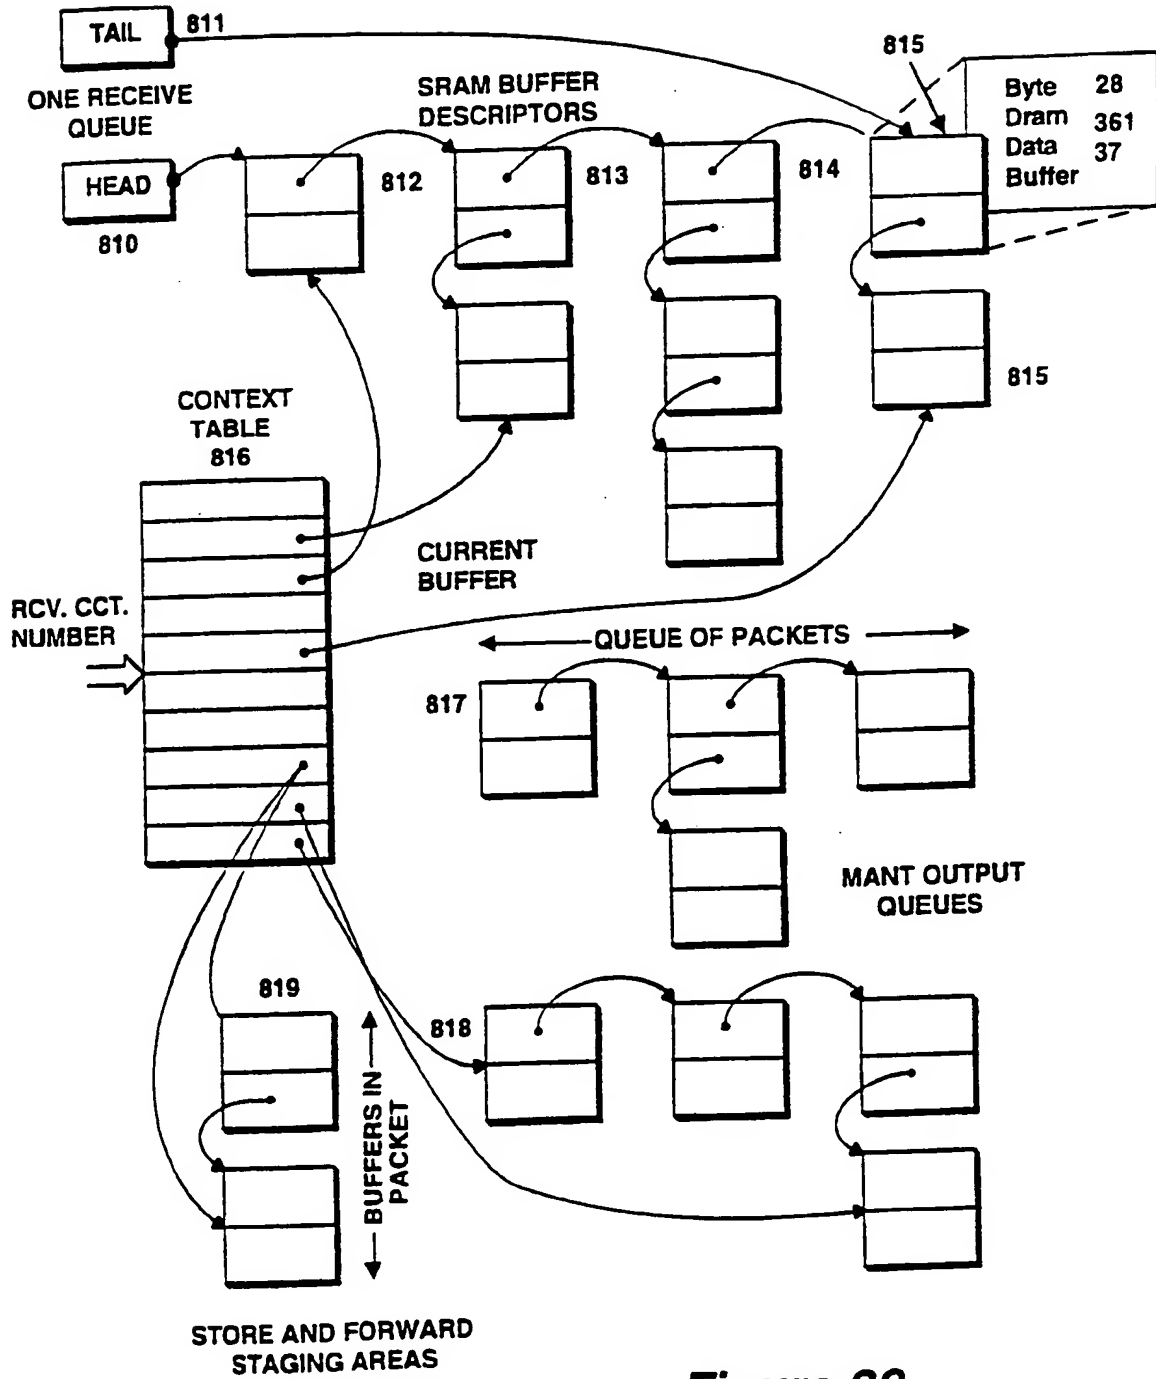 TAIL
811
ONE RECEIVE
QUEUE
HEAD
810
SRAM BUFFER
DESCRIPTORS
812
813
814
815
Byte 28
Dram 361
Data 37
Buffer
815
CONTEXT
TABLE
816
CURRENT
BUFFER
RCV. CCT.
NUMBER
QUEUE OF PACKETS
817
MANT OUTPUT
QUEUES
819
818
BUFFERS IN
PACKET
STORE AND FORWARD
STAGING AREAS